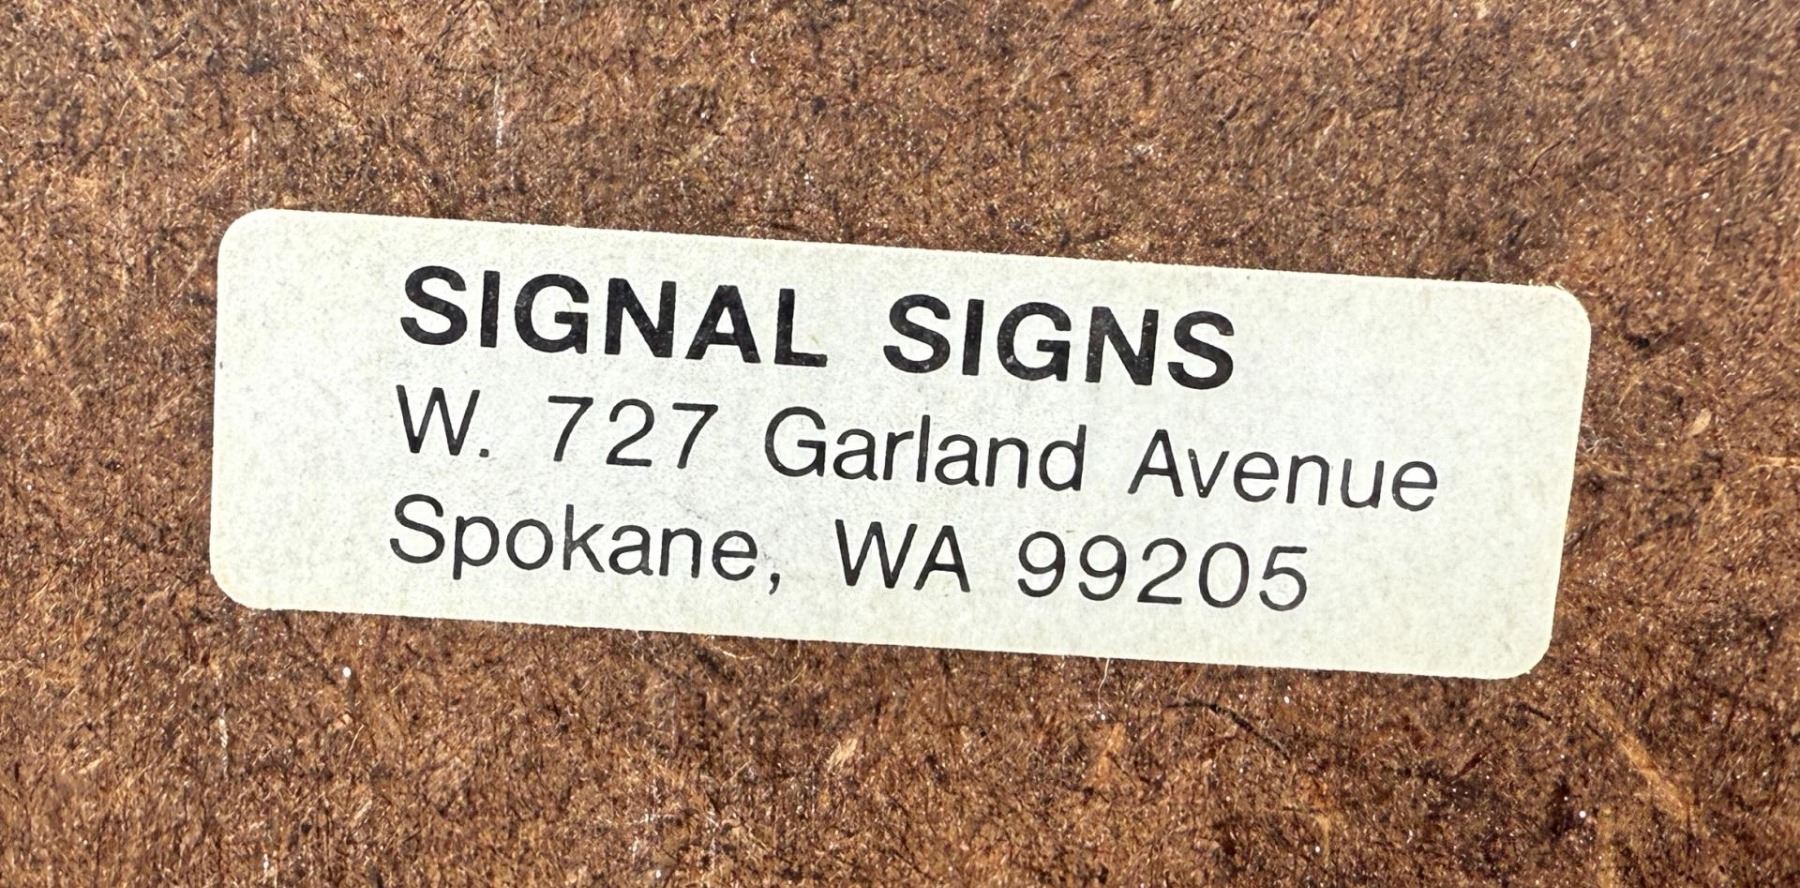 SIGNAL SIGNS
W. 727 Garland Avenue
Spokane, WA 99205